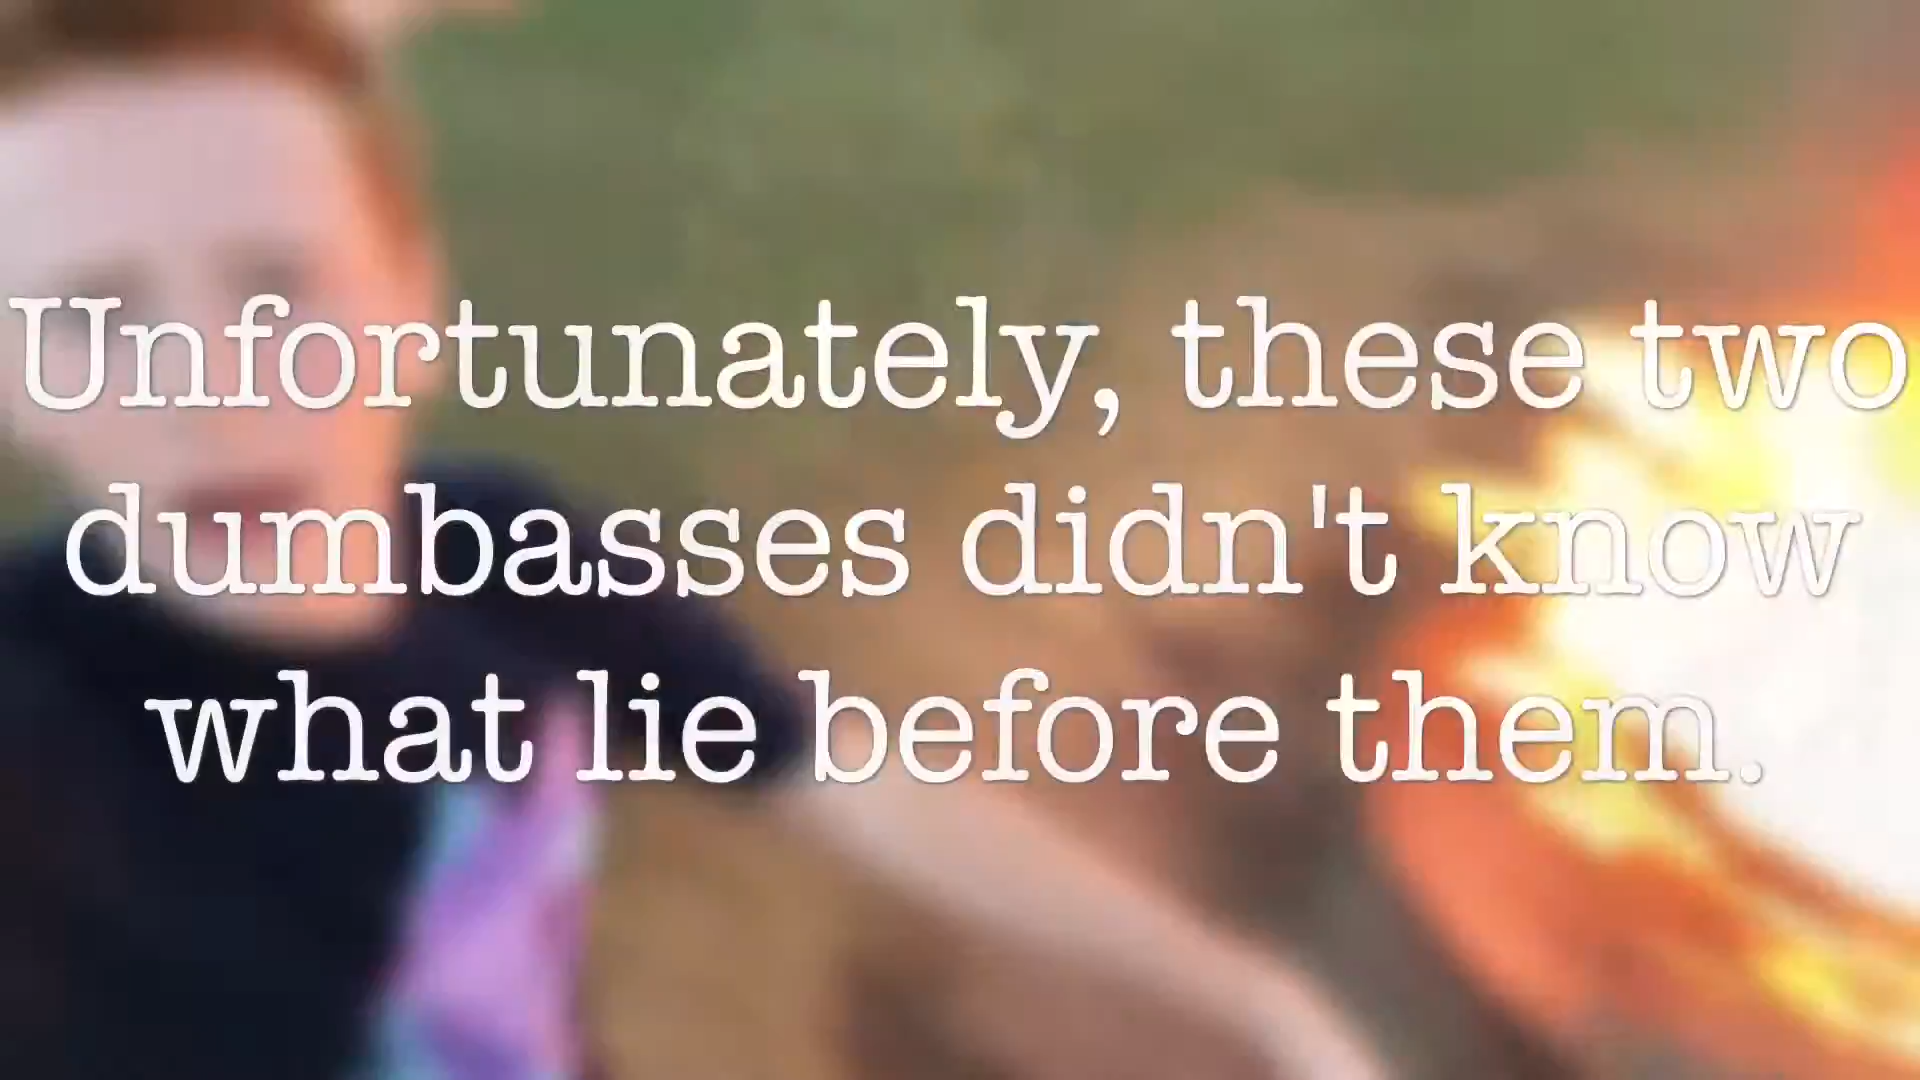 Unfortunately, these two
dumbasses didn't know
what lie before them.